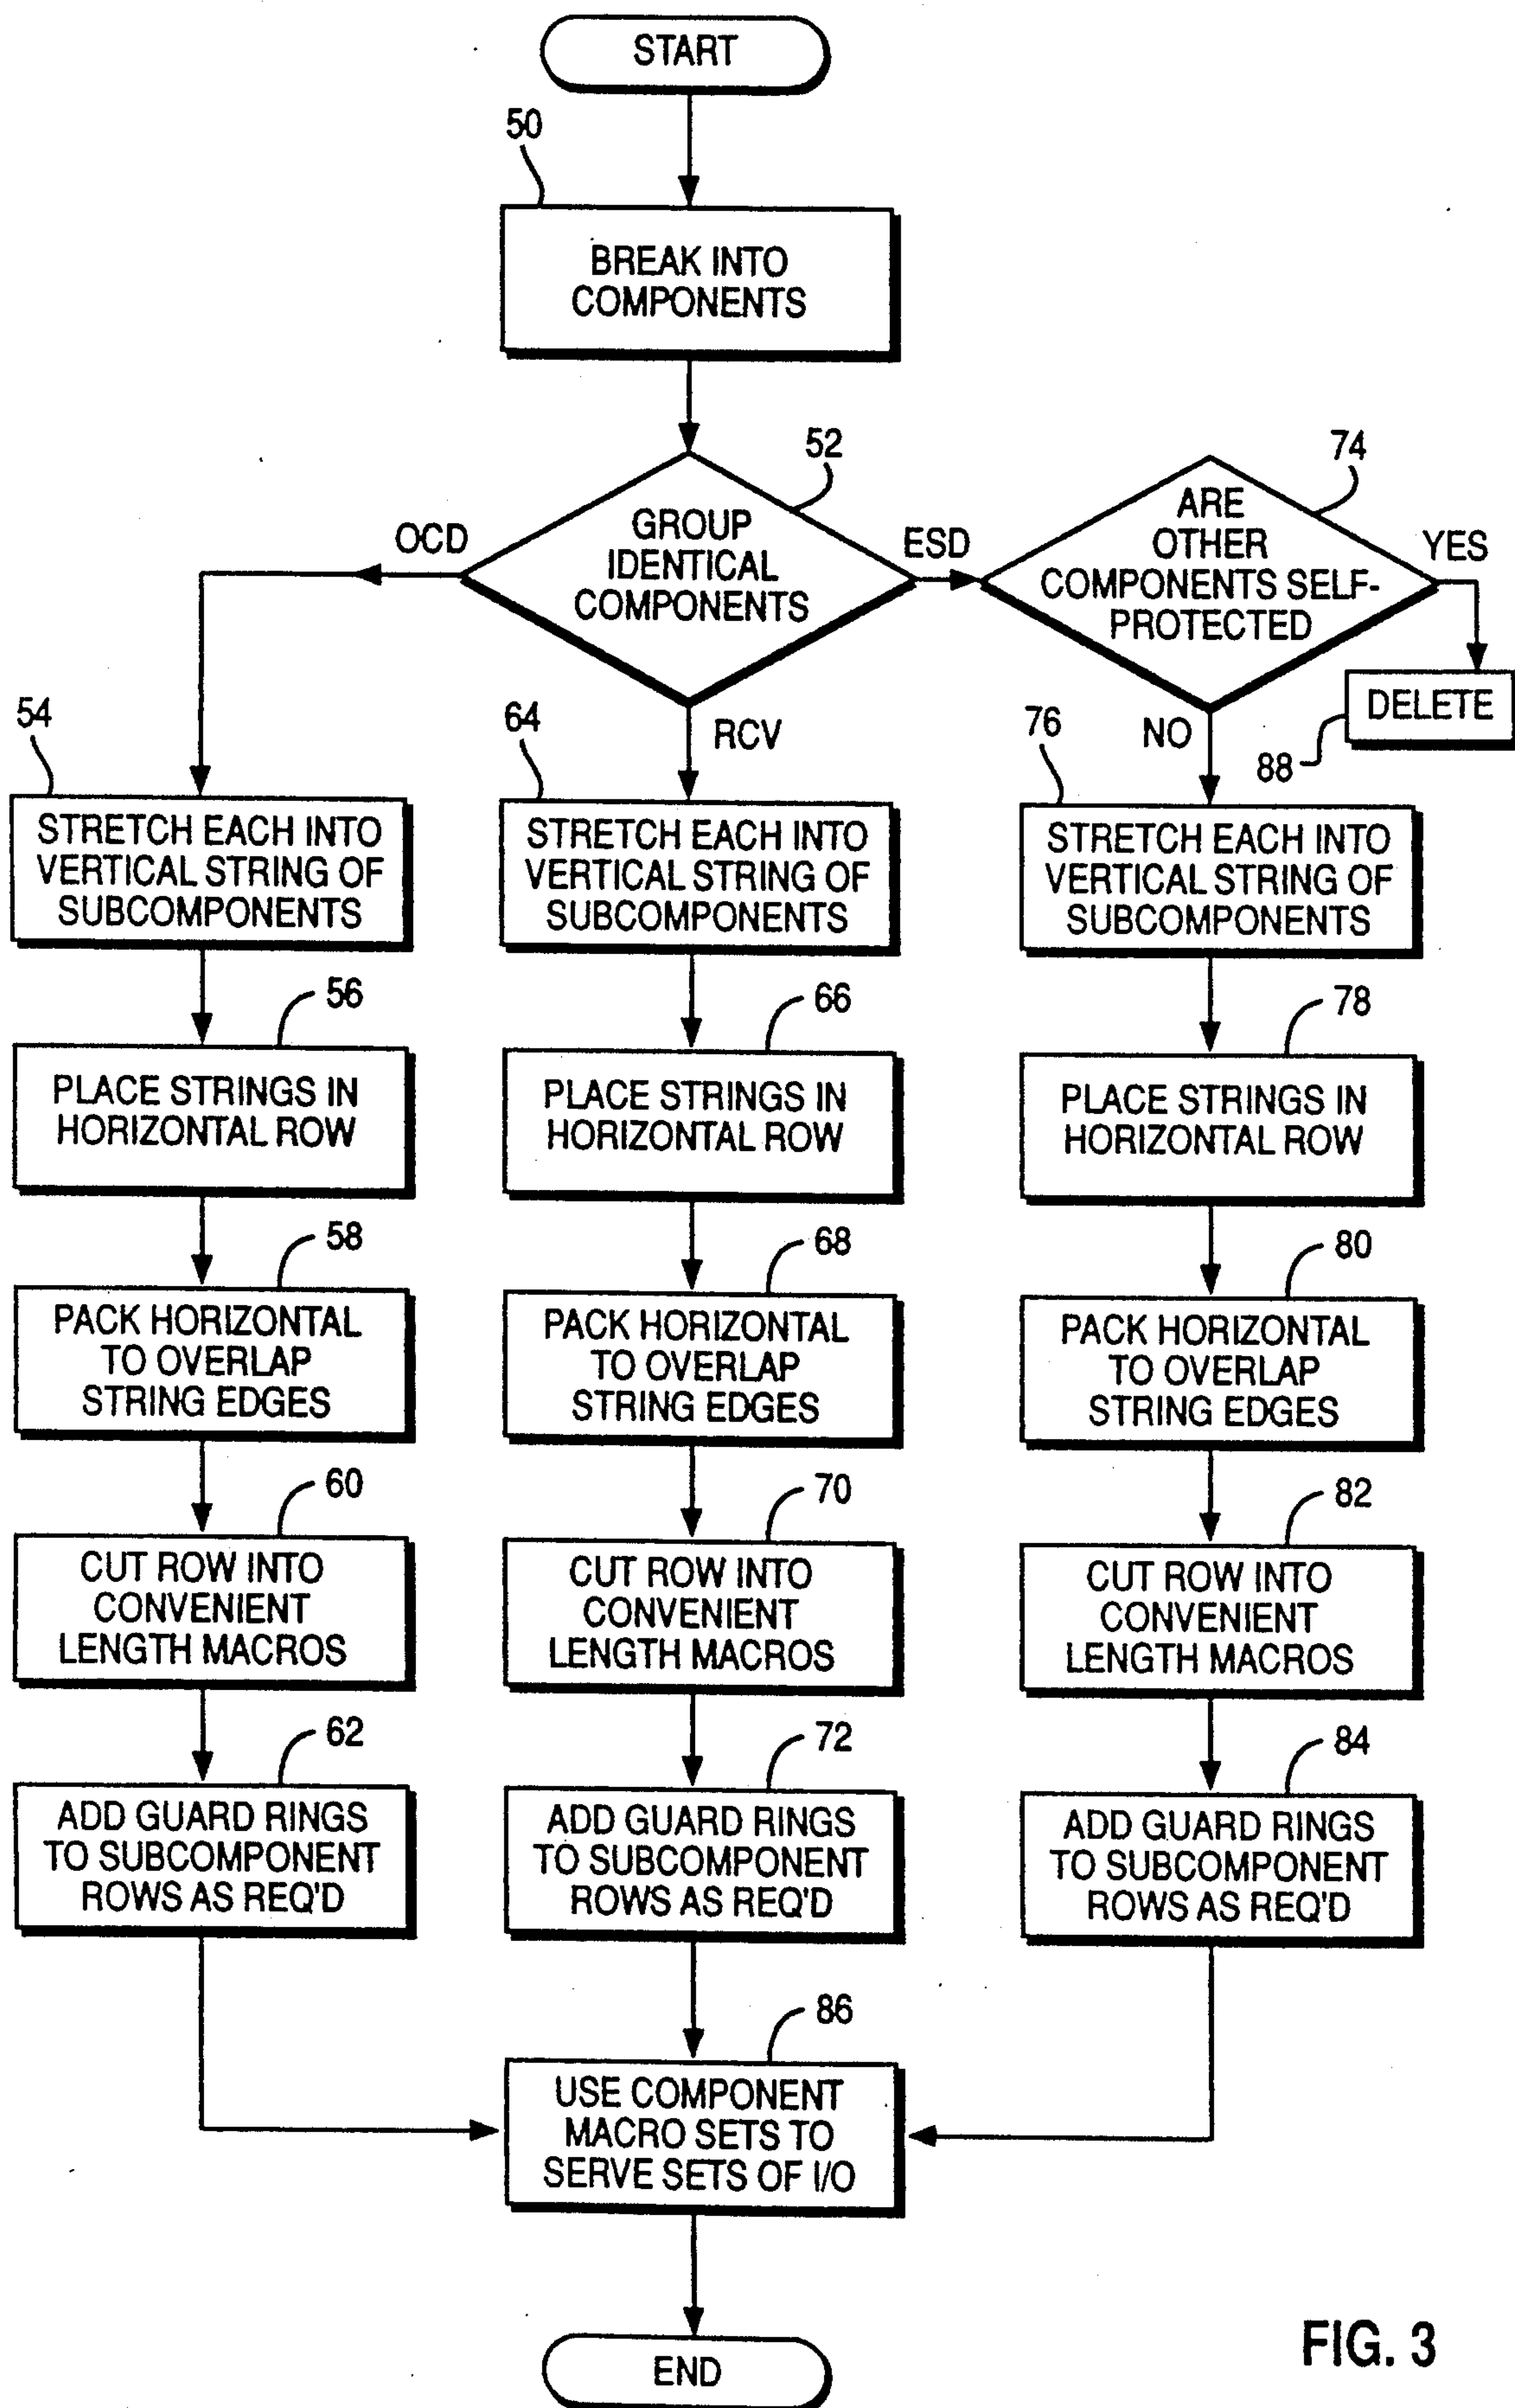 START
50
BREAK INTO
COMPONENTS
52
GROUP
IDENTICAL
COMPONENTS
OCD
ESD
RCV
74
ARE
OTHER
COMPONENTS SELF-
PROTECTED
YES
NO
DELETE
88
54
STRETCH EACH INTO
VERTICAL STRING OF
SUBCOMPONENTS
64
STRETCH EACH INTO
VERTICAL STRING OF
SUBCOMPONENTS
76
STRETCH EACH INTO
VERTICAL STRING OF
SUBCOMPONENTS
56
PLACE STRINGS IN
HORIZONTAL ROW
66
PLACE STRINGS IN
HORIZONTAL ROW
78
PLACE STRINGS IN
HORIZONTAL ROW
58
PACK HORIZONTAL
TO OVERLAP
STRING EDGES
68
PACK HORIZONTAL
TO OVERLAP
STRING EDGES
80
PACK HORIZONTAL
TO OVERLAP
STRING EDGES
60
CUT ROW INTO
CONVENIENT
LENGTH MACROS
70
CUT ROW INTO
CONVENIENT
LENGTH MACROS
82
CUT ROW INTO
CONVENIENT
LENGTH MACROS
62
ADD GUARD RINGS
TO SUBCOMPONENT
ROWS AS REQ'D
72
ADD GUARD RINGS
TO SUBCOMPONENT
ROWS AS REQ'D
84
ADD GUARD RINGS
TO SUBCOMPONENT
ROWS AS REQ'D
86
USE COMPONENT
MACRO SETS TO
SERVE SETS OF I/O
END
FIG. 3